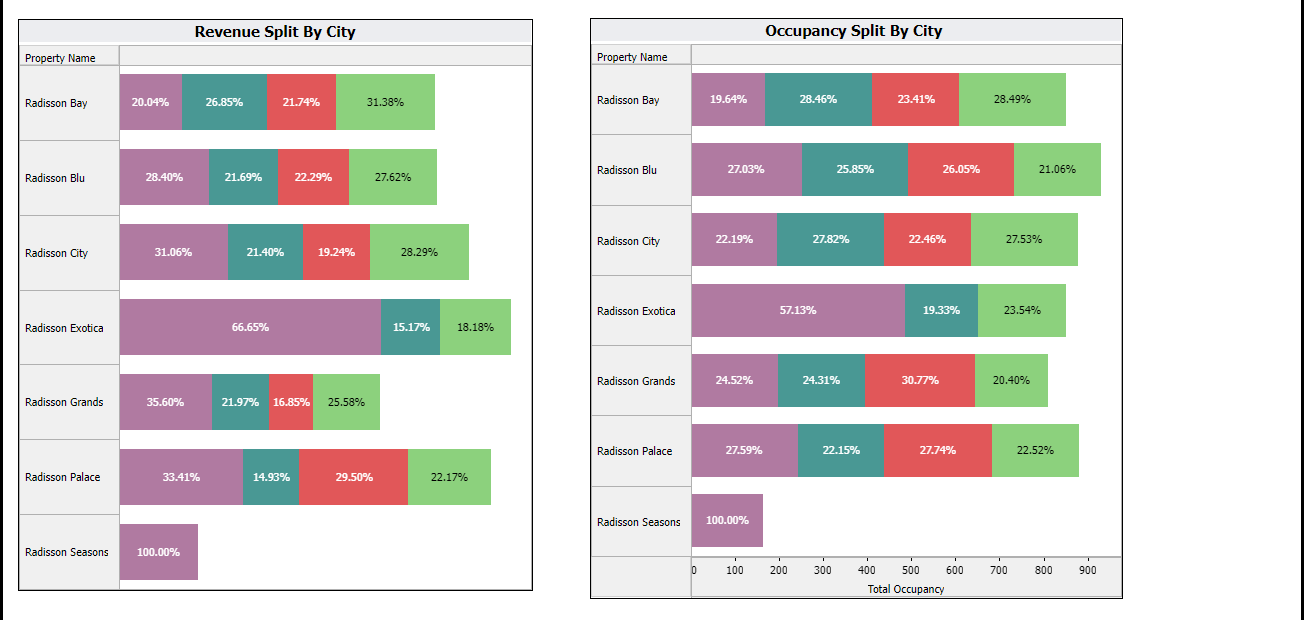 Revenue Split By City
Property Name
Radisson Bay
20.04% 26.85% 21.74% 31.38%
Radisson Blu
28.40% 21.69% 22.29% 27.62%
Radisson City
31.06% 21.40% 19.24% 28.29%
Radisson Exotica
66.65% 15.17% 18.18%
Radisson Grands
35.60% 21.97% 16.85% 25.58%
Radisson Palace
33.41% 14.93% 29.50% 22.17%
Radisson Seasons
100.00%
Occupancy Split By City
Property Name
Radisson Bay
19.64% 28.46% 23.41% 28.49%
Radisson Blu
27.03% 25.85% 26.05% 21.06%
Radisson City
22.19% 27.82% 22.46% 27.53%
Radisson Exotica
57.13% 19.33% 23.54%
Radisson Grands
24.52% 24.31% 30.77% 20.40%
Radisson Palace
27.59% 22.15% 27.74% 22.52%
Radisson Seasons
100.00%
0 100 200 300 400 500 600 700 800 900
Total Occupancy